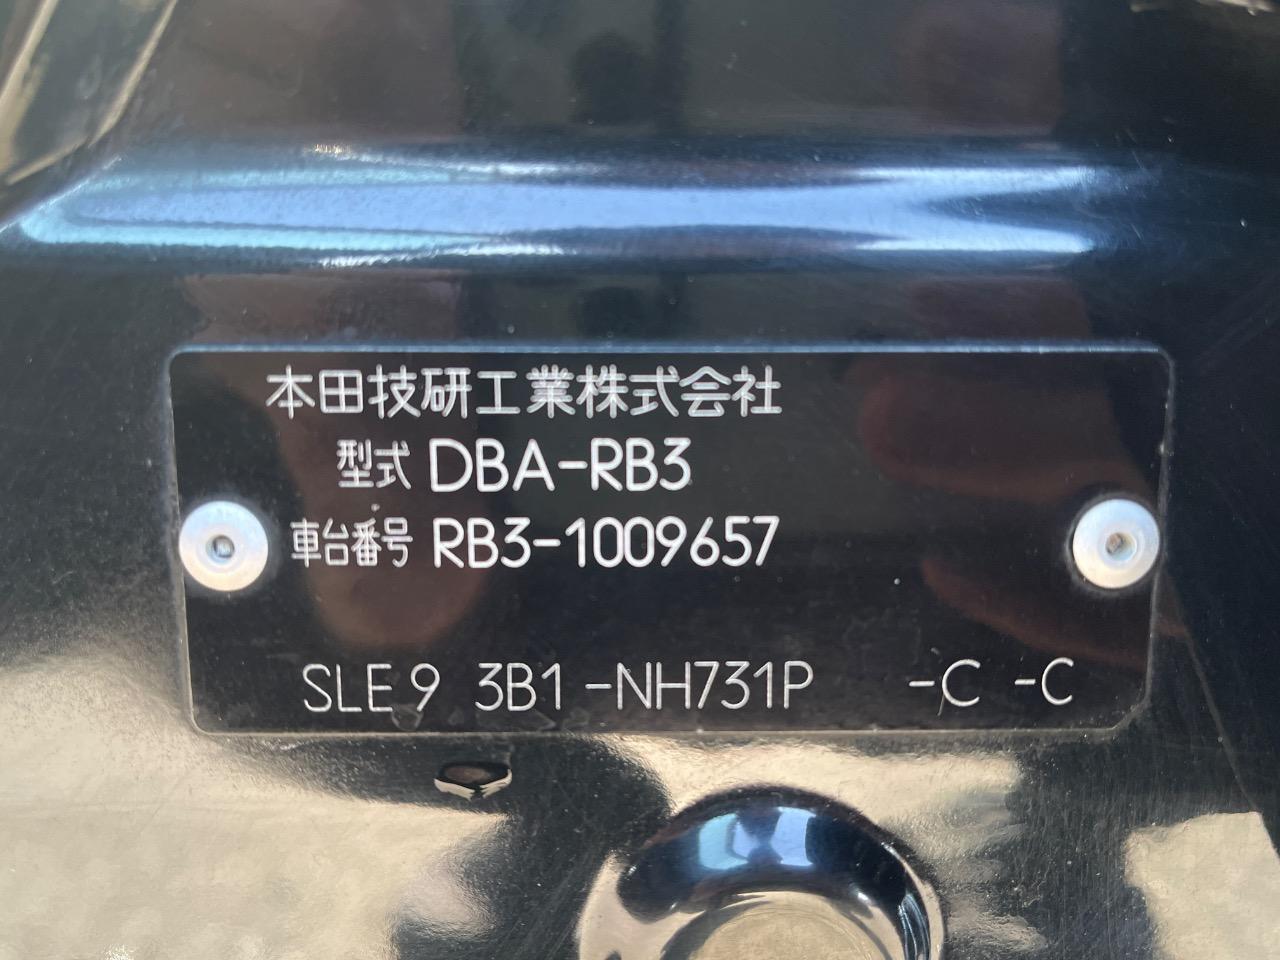 本田技研工業株式会社
型式 DBA-RB3
車台番号 RB3-1009657
SLE9 3B1-NH731P -C -C